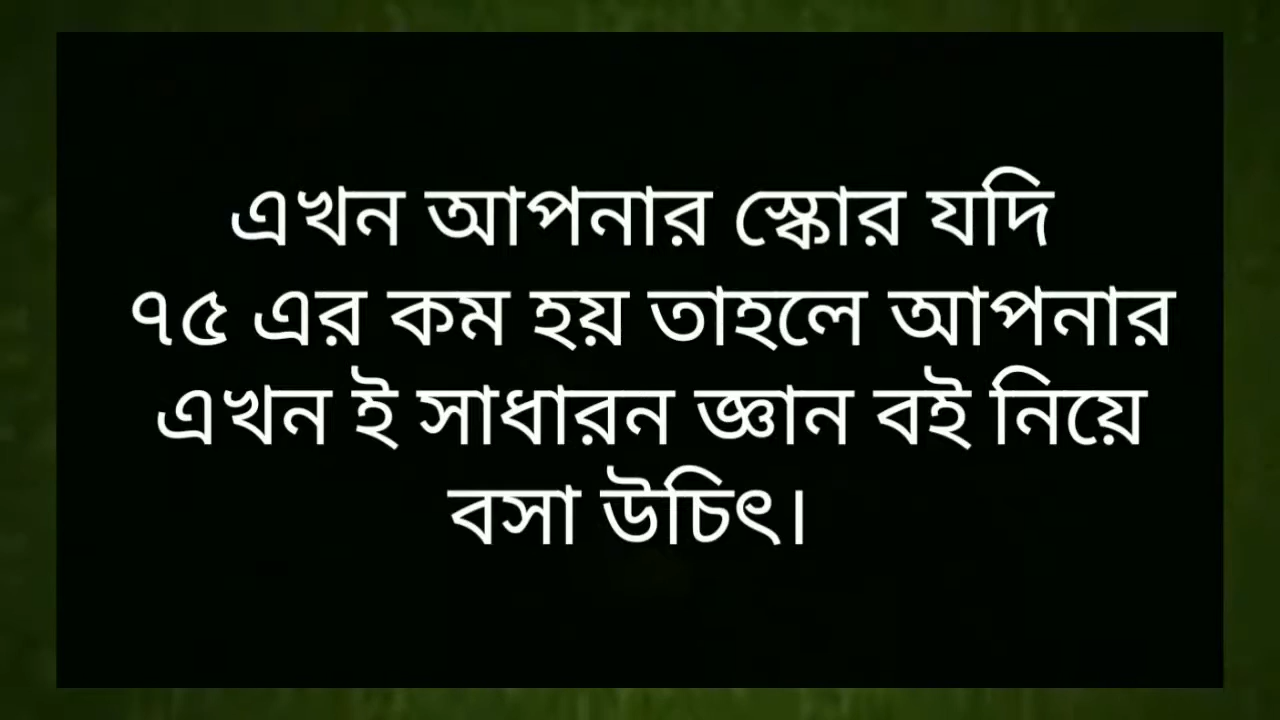 এখন আপনার স্কোর যদি
৭৫ এর কম হয় তাহলে আপনার
এখন ই সাধারন জ্ঞান বই নিয়ে
বসা উচিৎ।